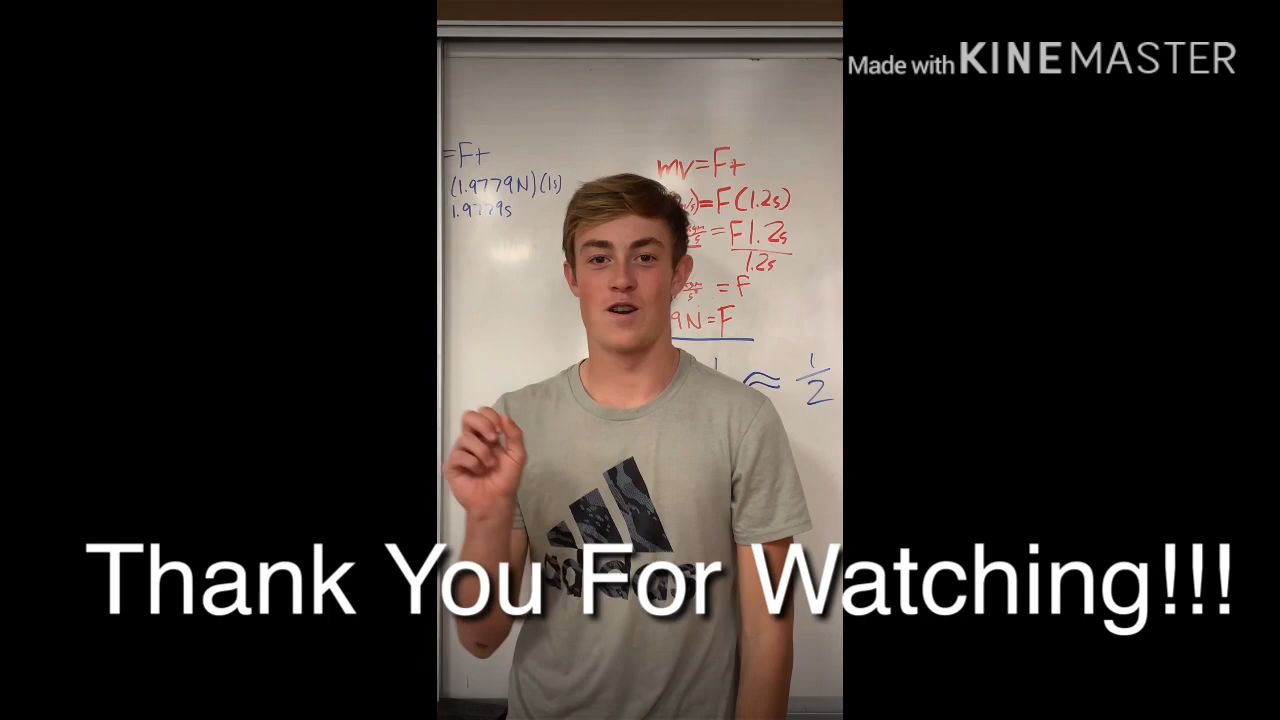 Made with KINEMASTER
=Ft
(1.9779N)(1s)
1.9779s
mv=Ft
=F(1.2s)
=F1.2s
1.2s
=F
9N=F
≈ 1/2
adidas
Thank You For Watching!!!